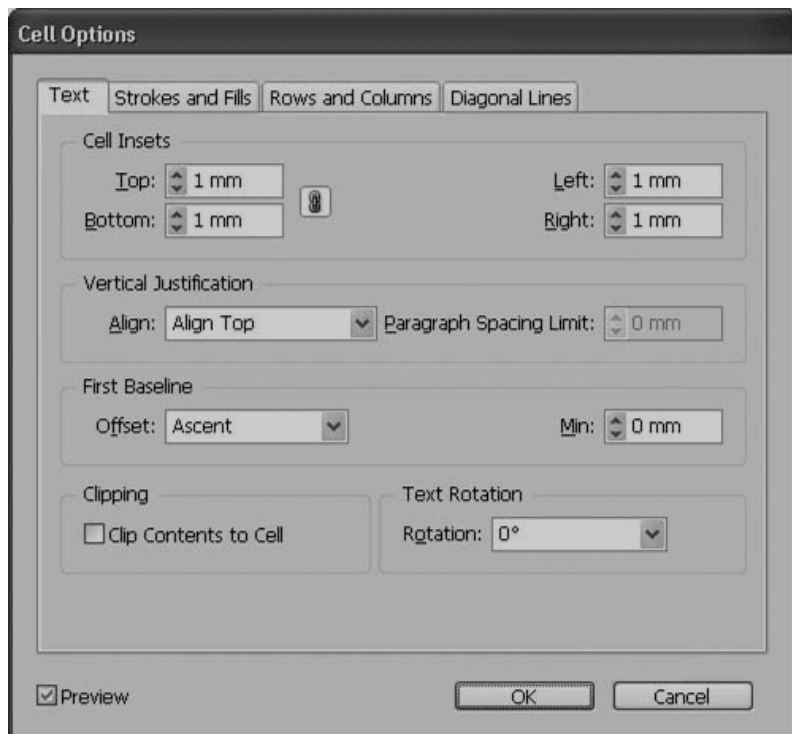 Cell Options
Text Strokes and Fills Rows and Columns Diagonal Lines
Cell Insets
Top: 1 mm Left: 1 mm
Bottom: 1 mm Right: 1 mm
Vertical Justification
Align: Align Top Paragraph Spacing Limit: 0 mm
First Baseline
Offset: Ascent Min: 0 mm
Clipping Text Rotation
Clip Contents to Cell Rotation: 0°
Preview OK Cancel